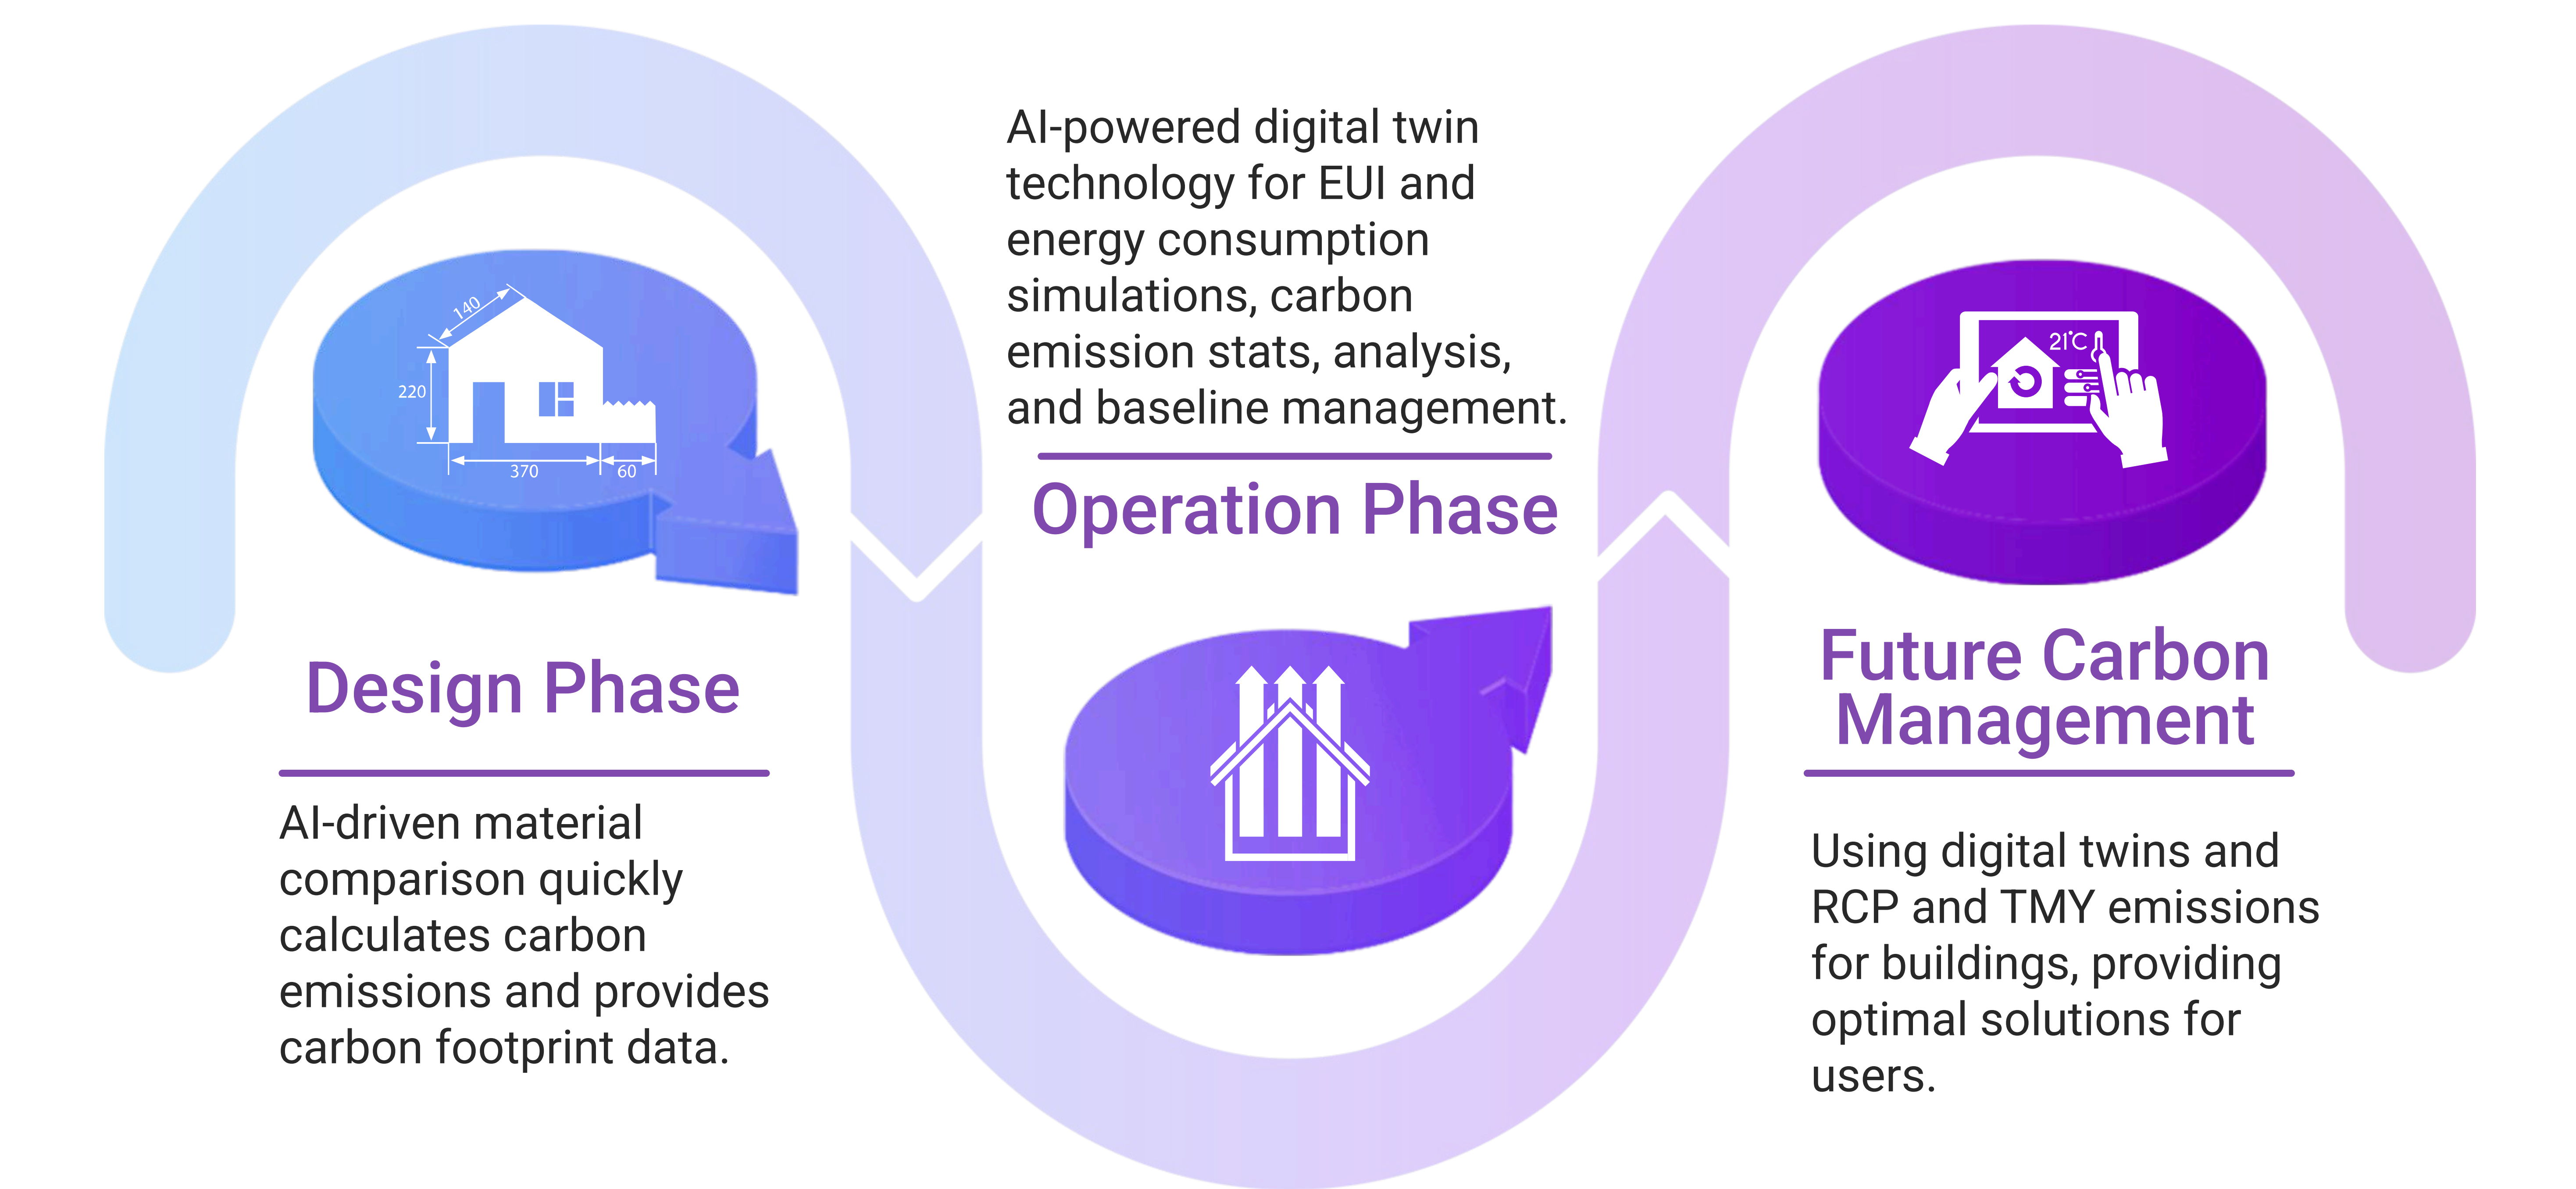 140
220
370
60
Design Phase
AI-driven material
comparison quickly
calculates carbon
emissions and provides
carbon footprint data.
AI-powered digital twin
technology for EUI and
energy consumption
simulations, carbon
emission stats, analysis,
and baseline management.
Operation Phase
21°C
Future Carbon
Management
Using digital twins and
RCP and TMY emissions
for buildings, providing
optimal solutions for
users.